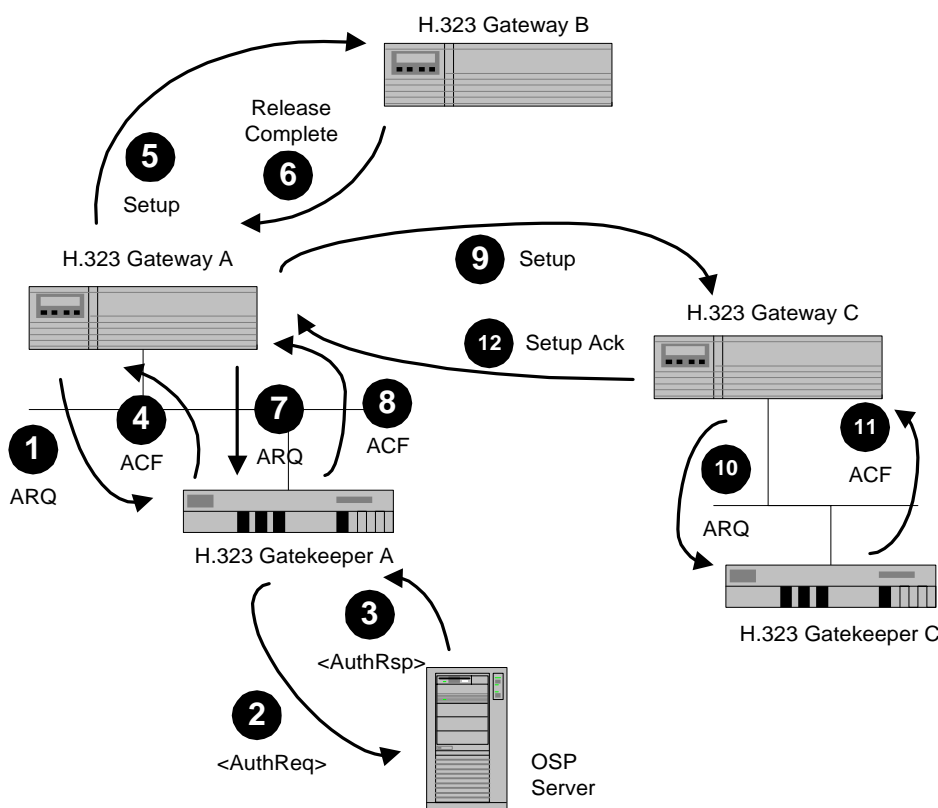 H.323 Gateway B
Release
Complete
5
6
Setup
H.323 Gateway A
9
Setup
H.323 Gateway C
12
Setup Ack
4
7
8
1
ACF
ARQ
ACF
ARQ
11
10
ACF
ARQ
H.323 Gatekeeper A
3
<AuthRsp>
H.323 Gatekeeper C
2
<AuthReq>
OSP
Server